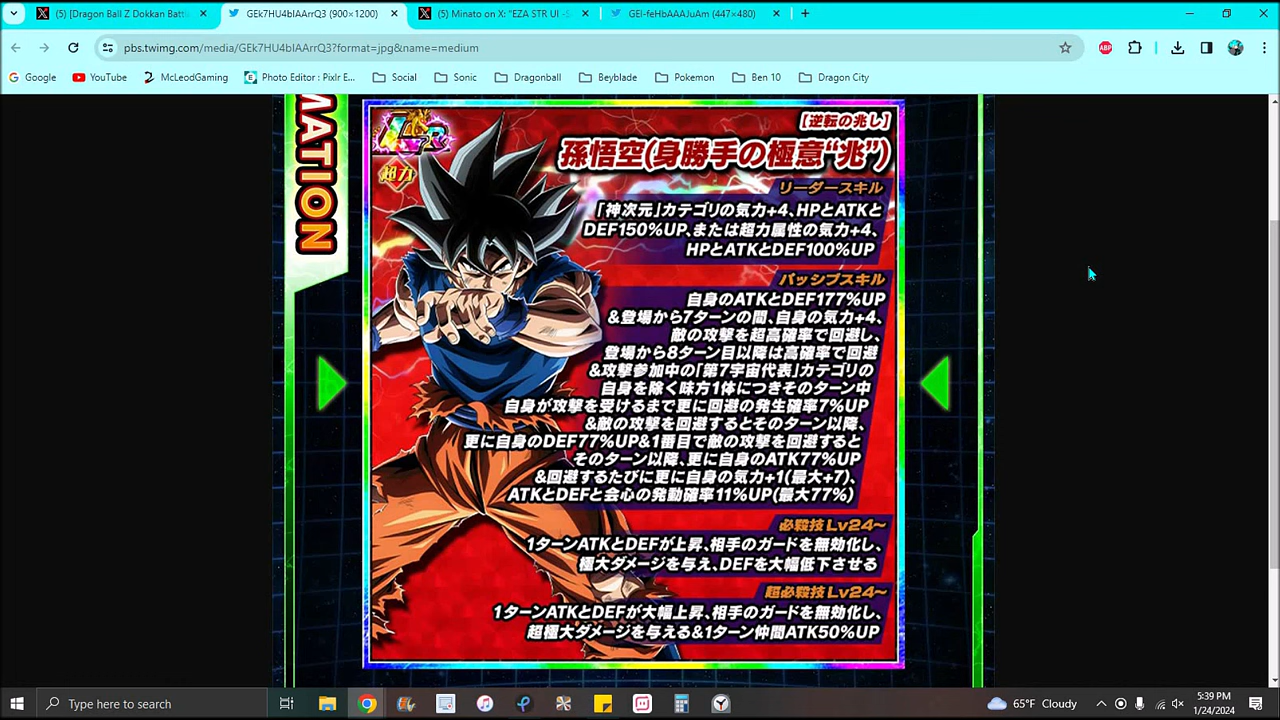 (5) [Dragon Ball Z Dokkan Battl
GEk7HU4bIAArrQ3 (900×1200)
(5) Minato on X: "EZA STR UI -S
GEl-feHbAAAJuAm (447×480)
pbs.twimg.com/media/GEk7HU4bIAArrQ3?format=jpg&name=medium
ABP
Google
YouTube
McLeodGaming
Photo Editor : Pixlr E...
Social
Sonic
Dragonball
Beyblade
Pokemon
Ben 10
Dragon City
MATION
LR
超力
[逆転の兆し]
孫悟空(身勝手の極意“兆”)
リーダースキル
「神次元」カテゴリの気力+4、HPとATKと
DEF150%UP、または超力属性の気力+4、
HPとATKとDEF100%UP
パッシブスキル
自身のATKとDEF177%UP
&登場から7ターンの間、自身の気力+4、
敵の攻撃を超高確率で回避し、
登場から8ターン目以降は高確率で回避
&攻撃参加中の「第7宇宙代表」カテゴリの
自身を除く味方1体につきそのターン中
自身が攻撃を受けるまで更に回避の発生確率7%UP
&敵の攻撃を回避するとそのターン以降、
更に自身のDEF77%UP&1番目で敵の攻撃を回避すると
そのターン以降、更に自身のATK77%UP
&回避するたびに更に自身の気力+1(最大+7)、
ATKとDEFと会心の発動確率11%UP(最大77%)
必殺技Lv24~
1ターンATKとDEFが上昇、相手のガードを無効化し、
極大ダメージを与え、DEFを大幅低下させる
超必殺技Lv24~
1ターンATKとDEFが大幅上昇、相手のガードを無効化し、
超極大ダメージを与える&1ターン仲間ATK50%UP
Type here to search
65°F Cloudy
5:39 PM
1/24/2024